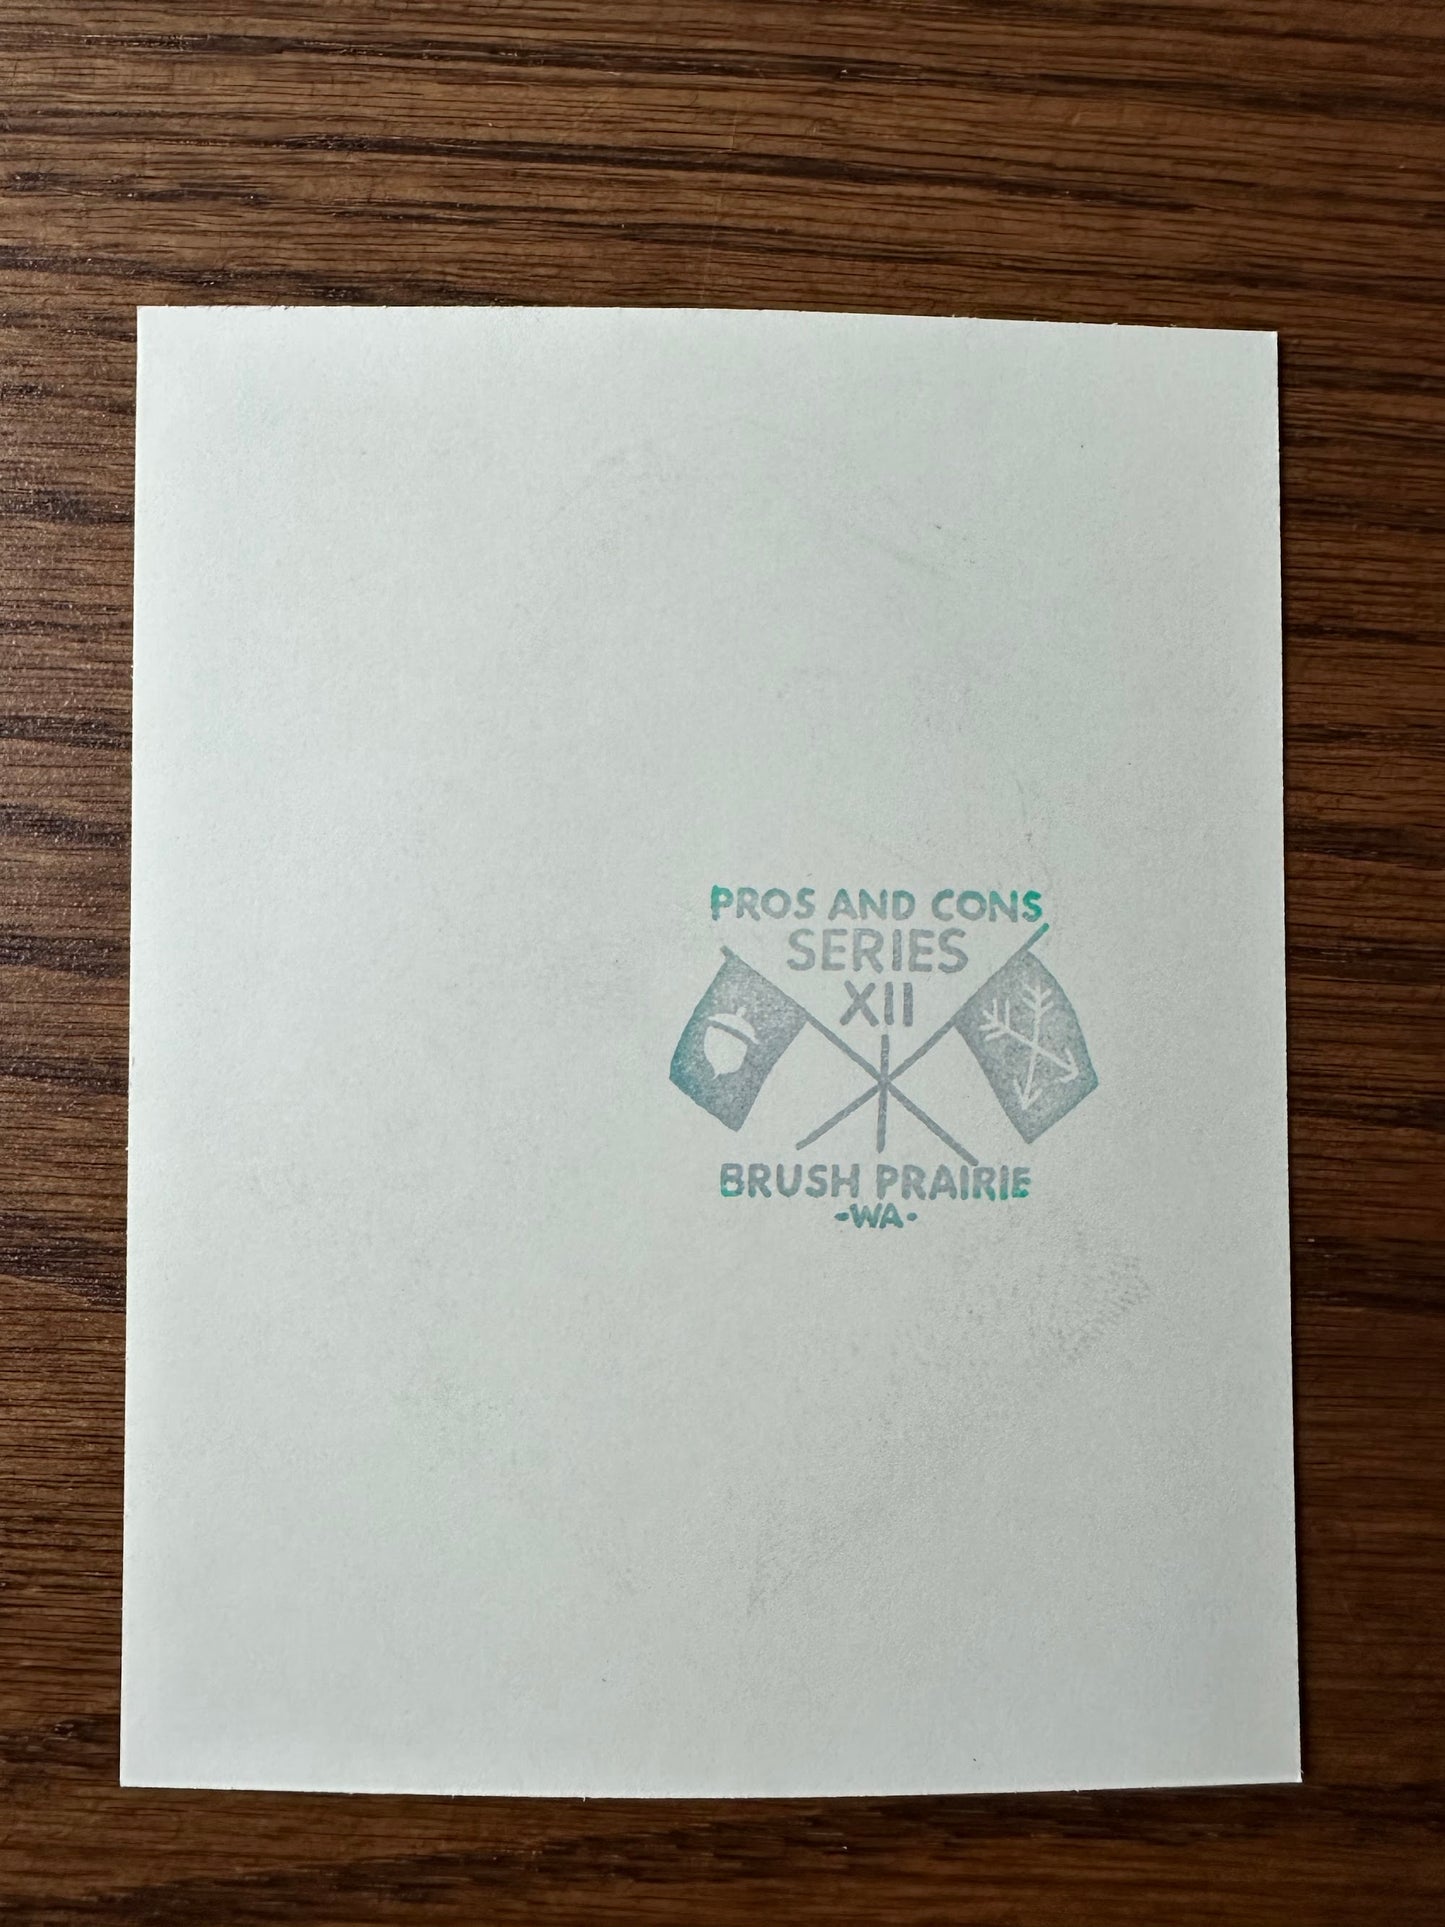 PROS AND CONS
SERIES
XII
BRUSH PRAIRIE
-WA-